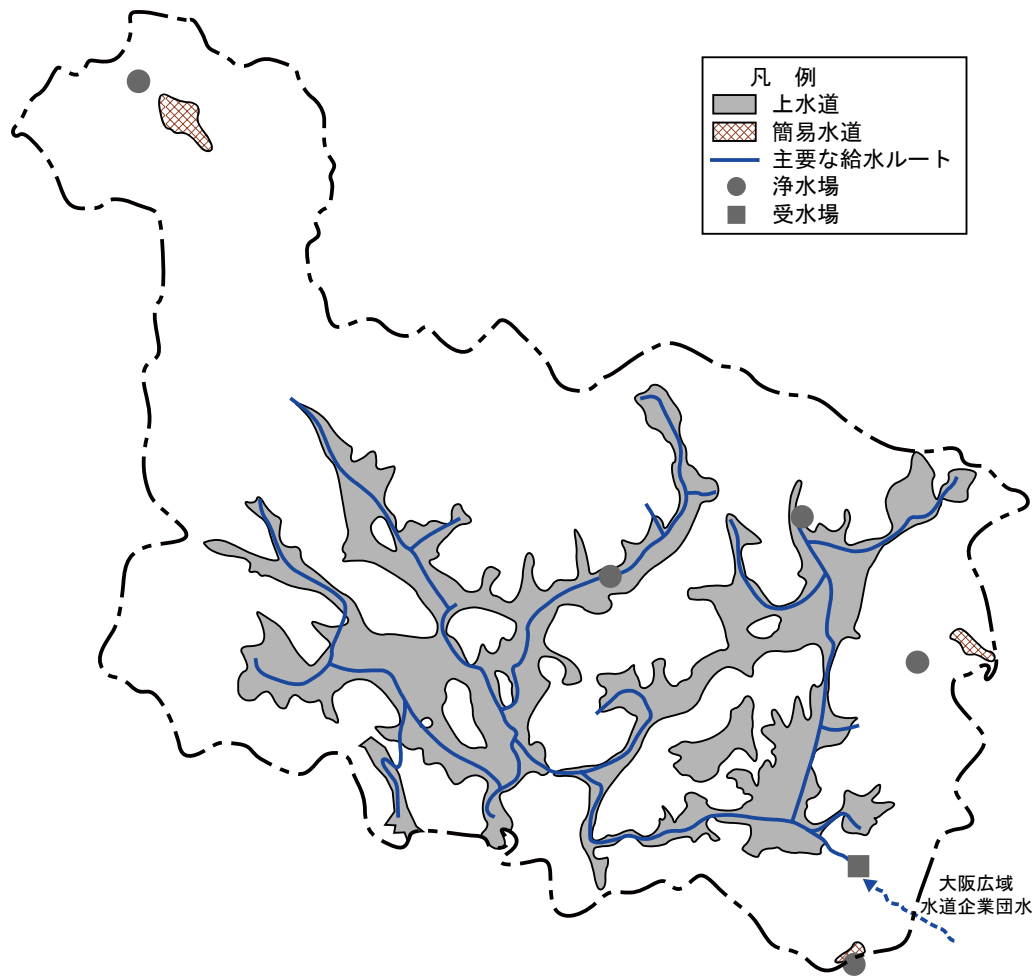 凡 例
上水道
簡易水道
主要な給水ルート
浄水場
受水場
大阪広域
水道企業団水